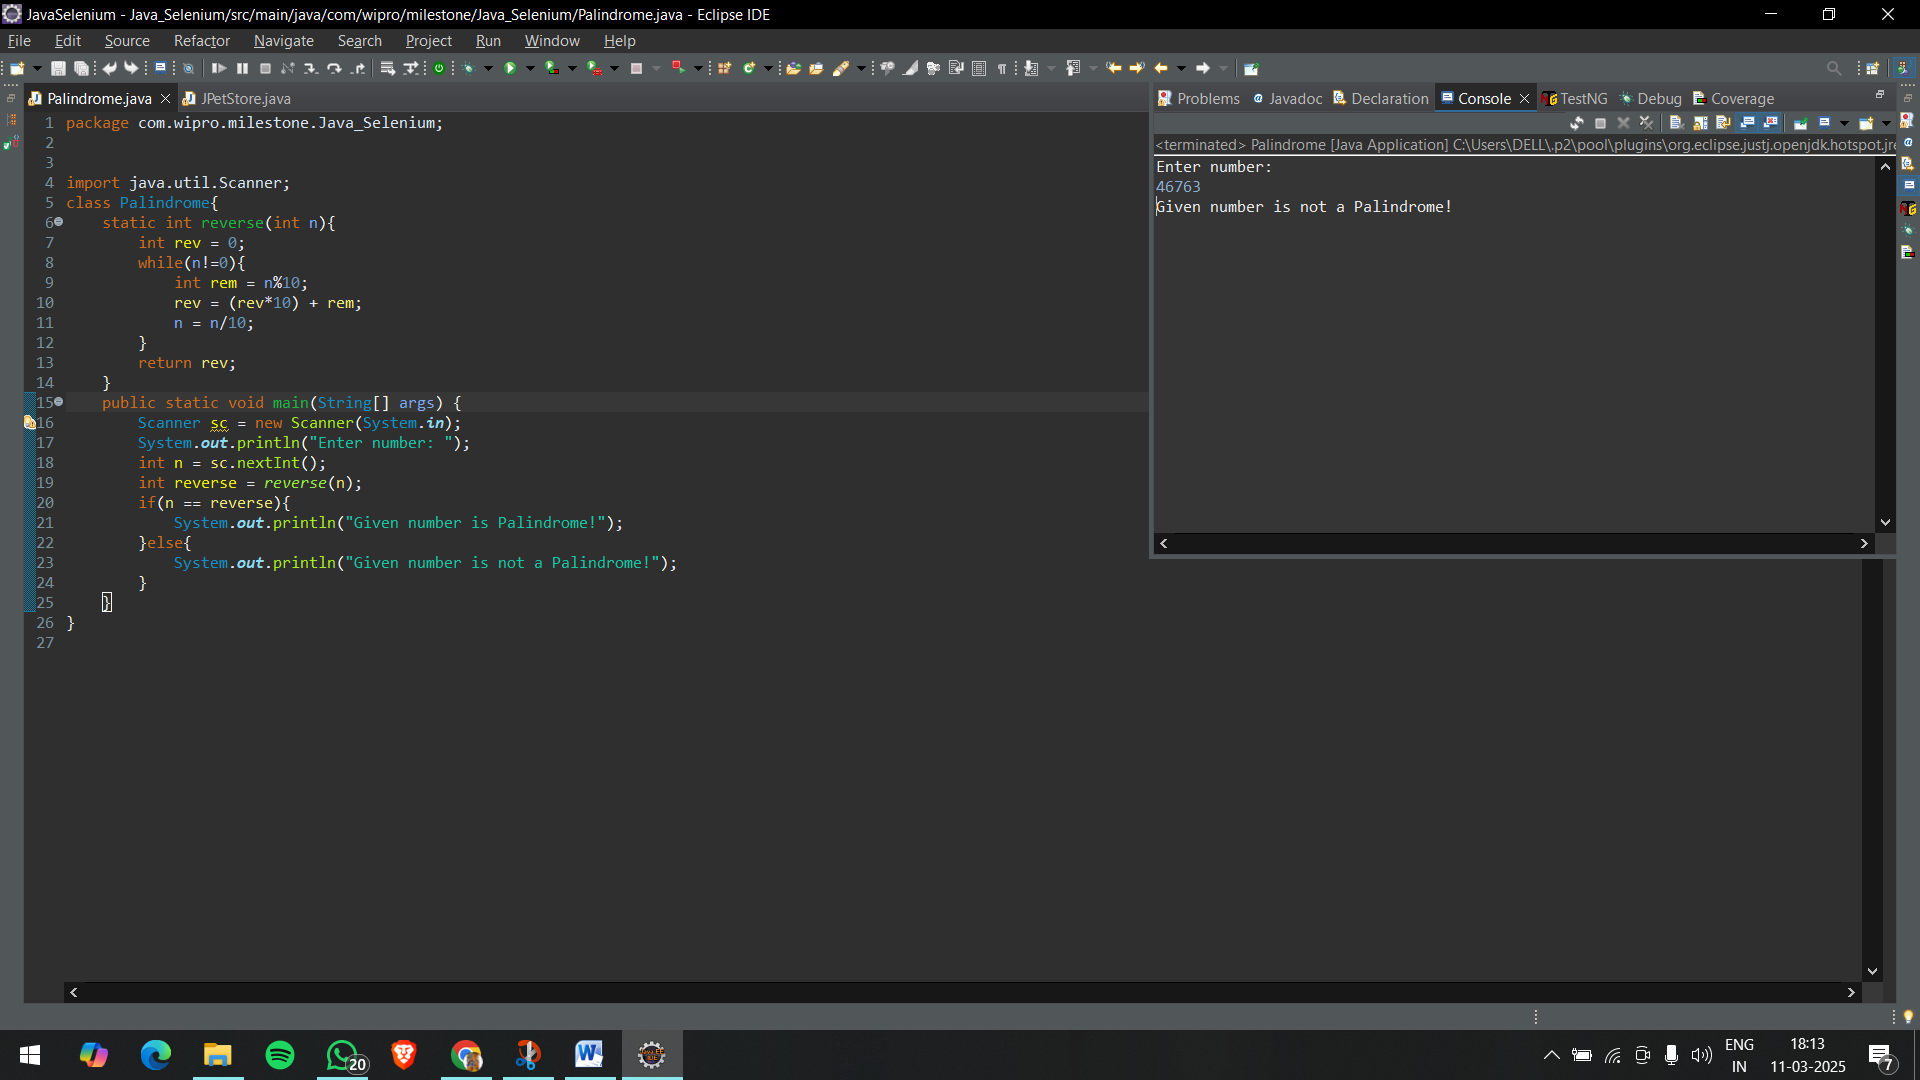 JavaSelenium - Java_Selenium/src/main/java/com/wipro/milestone/Java_Selenium/Palindrome.java - Eclipse IDE
File Edit Source Refactor Navigate Search Project Run Window Help
Palindrome.java JPetStore.java
1 package com.wipro.milestone.Java_Selenium;
2
3
4 import java.util.Scanner;
5 class Palindrome{
6 static int reverse(int n){
7 int rev = 0;
8 while(n!=0){
9 int rem = n%10;
10 rev = (rev*10) + rem;
11 n = n/10;
12 }
13 return rev;
14 }
15 public static void main(String[] args) {
16 Scanner sc = new Scanner(System.in);
17 System.out.println("Enter number: ");
18 int n = sc.nextInt();
19 int reverse = reverse(n);
20 if(n == reverse){
21 System.out.println("Given number is Palindrome!");
22 }else{
23 System.out.println("Given number is not a Palindrome!");
24 }
25 }
26 }
27
Problems Javadoc Declaration Console TestNG Debug Coverage
<terminated> Palindrome [Java Application] C:\Users\DELL\.p2\pool\plugins\org.eclipse.justj.openjdk.hotspot.jre
Enter number:
46763
Given number is not a Palindrome!
20
ENG
IN
18:13
11-03-2025
7